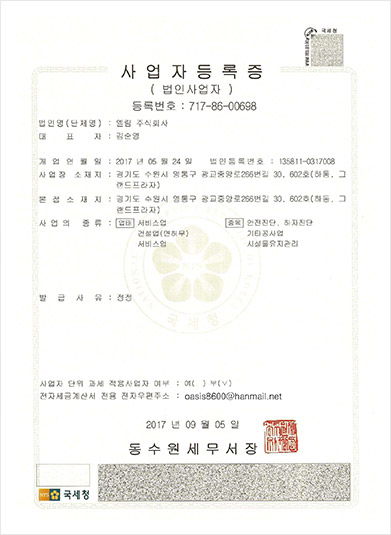 국세청
사업자등록증
( 법인사업자 )
등록번호 : 717-86-00698
법인명(단체명) : 엘림 주식회사
대 표 자 : 김순영
개 업 연 월 일 : 2017 년 05 월 24 일 법인등록번호 : 135811-0317008
사업장 소재지 : 경기도 수원시 영통구 광교중앙로266번길 30, 602호(하동, 그
랜드프라자)
본 점 소 재 지 : 경기도 수원시 영통구 광교중앙로266번길 30, 602호(하동, 그
랜드프라자)
사 업 의 종 류 : 업태 서비스업 종목 안전진단, 하자진단
건설업(면허무) 기타공사업
서비스업 시설물유지관리
발 급 사 유 : 정정
국세청
사업자 단위 과세 적용사업자 여부 : 여( ) 부(∨)
전자세금계산서 전용 전자우편주소 : oasis8600@hanmail.net
2017 년 09 월 05 일
동수원세무서장
NTS 국세청